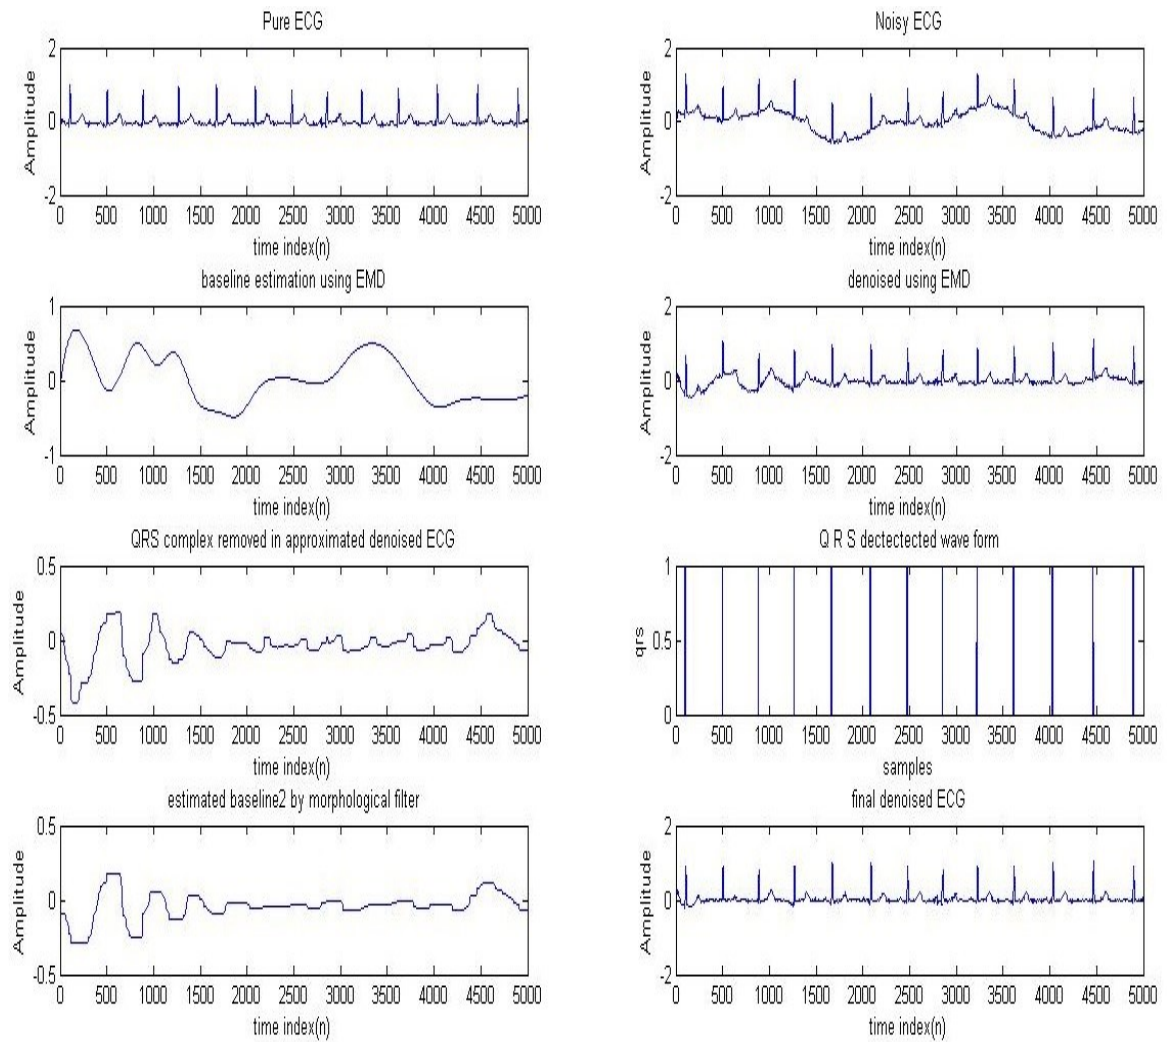 Pure ECG
2
0
-2
Amplitude
0 500 1000 1500 2000 2500 3000 3500 4000 4500 5000
time index(n)
Noisy ECG
2
0
-2
Amplitude
0 500 1000 1500 2000 2500 3000 3500 4000 4500 5000
time index(n)
baseline estimation using EMD
1
0
-1
Amplitude
0 500 1000 1500 2000 2500 3000 3500 4000 4500 5000
time index(n)
denoised using EMD
2
0
-2
Amplitude
0 500 1000 1500 2000 2500 3000 3500 4000 4500 5000
time index(n)
QRS complex removed in approximated denoised ECG
0.5
0
-0.5
Amplitude
0 500 1000 1500 2000 2500 3000 3500 4000 4500 5000
time index(n)
Q R S dectectected wave form
1
0.5
0
qrs
0 500 1000 1500 2000 2500 3000 3500 4000 4500 5000
samples
estimated baseline2 by morphological filter
0.5
0
-0.5
Amplitude
0 500 1000 1500 2000 2500 3000 3500 4000 4500 5000
time index(n)
final denoised ECG
2
0
-2
Amplitude
0 500 1000 1500 2000 2500 3000 3500 4000 4500 5000
time index(n)